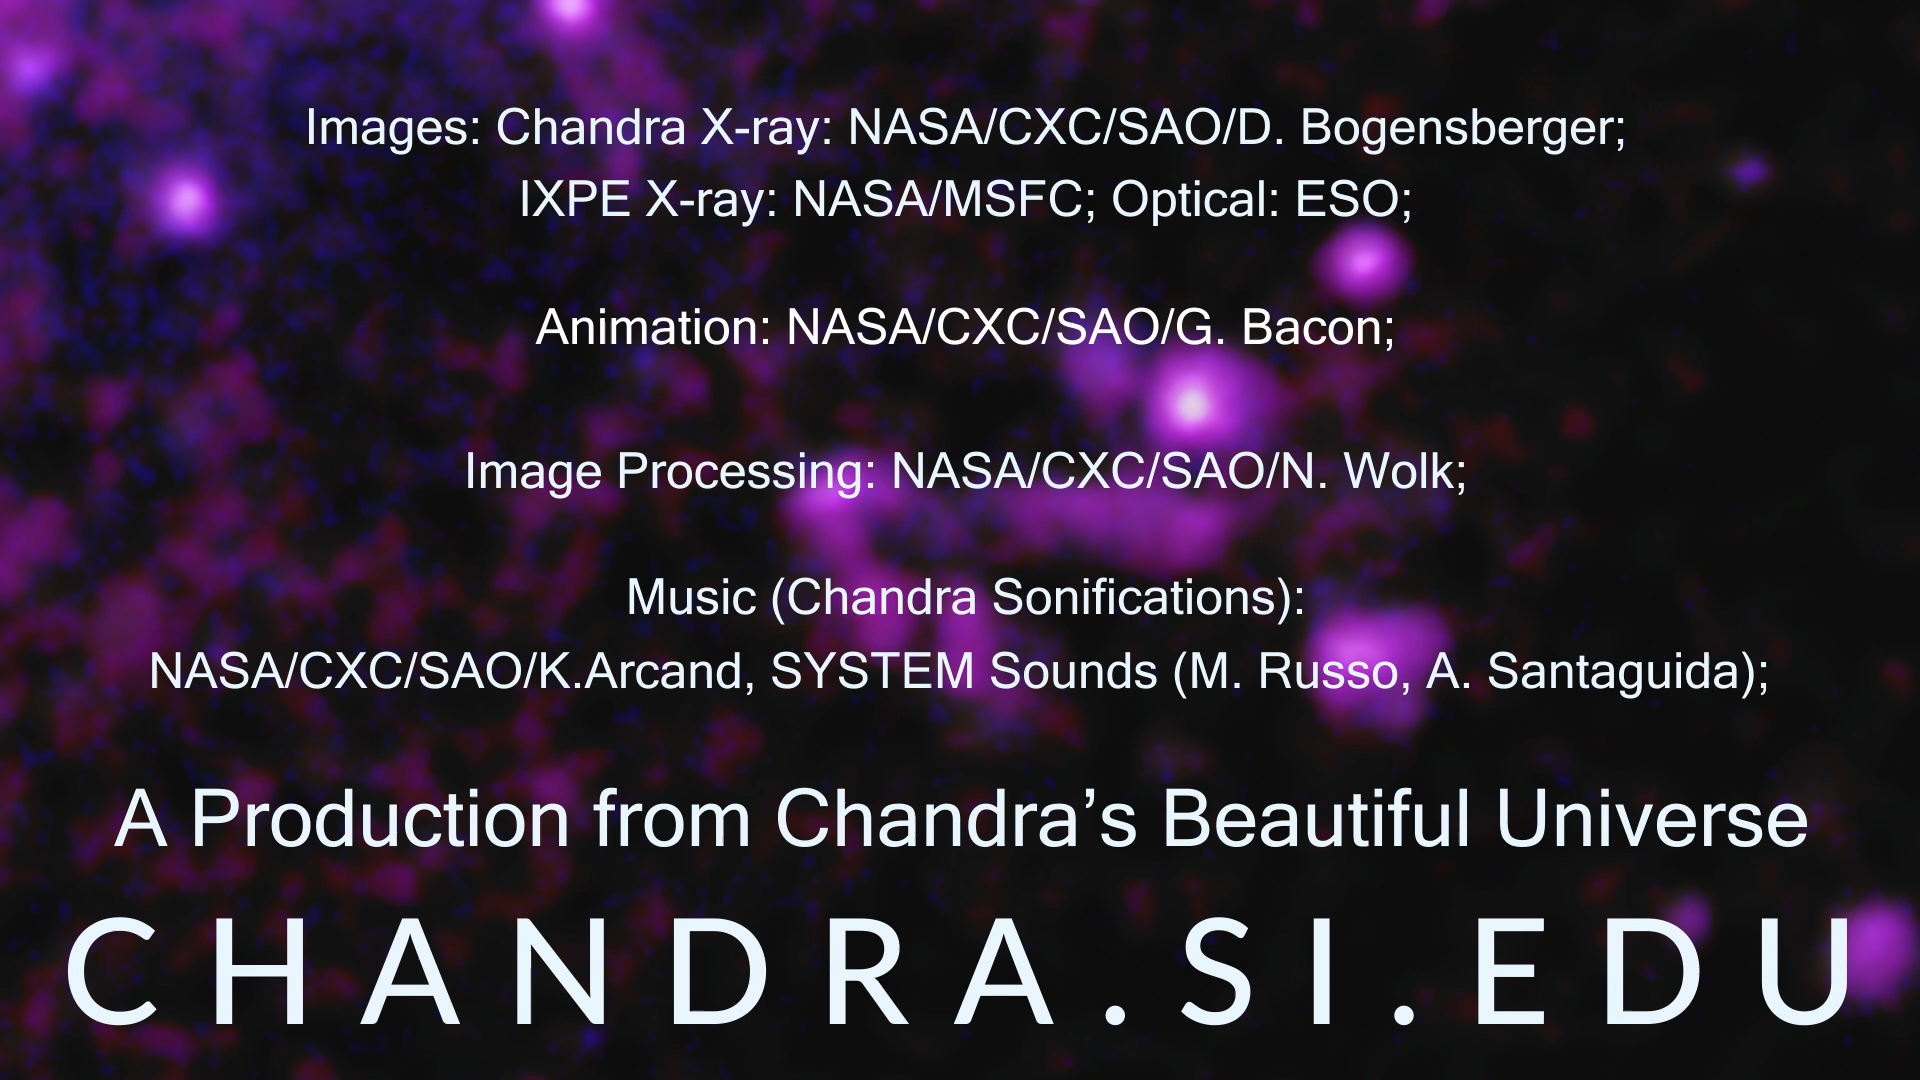 Images: Chandra X-ray: NASA/CXC/SAO/D. Bogensberger;
IXPE X-ray: NASA/MSFC; Optical: ESO;
Animation: NASA/CXC/SAO/G. Bacon;
Image Processing: NASA/CXC/SAO/N. Wolk;
Music (Chandra Sonifications):
NASA/CXC/SAO/K.Arcand, SYSTEM Sounds (M. Russo, A. Santaguida);
A Production from Chandra’s Beautiful Universe
CHANDRA.SI.EDU